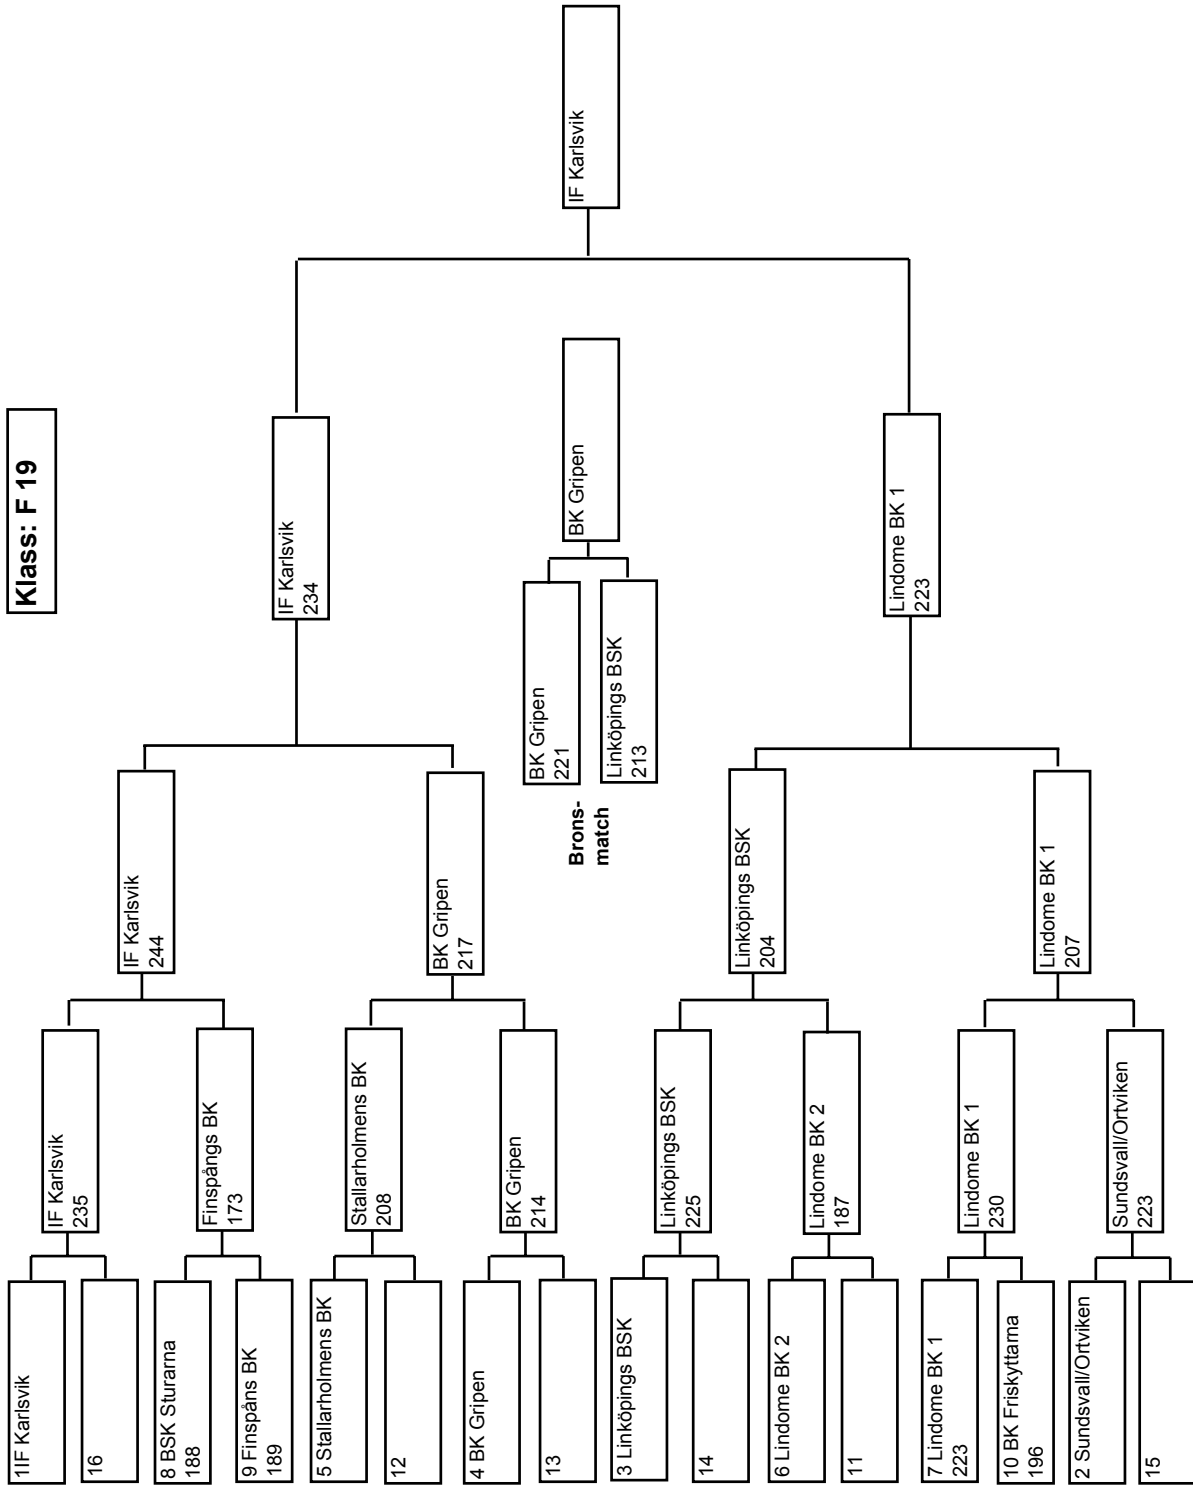 Klass: F 19
1IF Karlsvik
16
8 BSK Sturarna
188
9 Finspåns BK
189
5 Stallarholmens BK
12
4 BK Gripen
13
3 Linköpings BSK
14
6 Lindome BK 2
11
7 Lindome BK 1
223
10 BK Friskyttarna
196
2 Sundsvall/Ortviken
15
IF Karlsvik
235
Finspångs BK
173
Stallarholmens BK
208
BK Gripen
214
Linköpings BSK
225
Lindome BK 2
187
Lindome BK 1
230
Sundsvall/Ortviken
223
IF Karlsvik
244
BK Gripen
217
Linköpings BSK
204
Lindome BK 1
207
IF Karlsvik
234
Lindome BK 1
223
IF Karlsvik
Brons-
match
BK Gripen
221
Linköpings BSK
213
BK Gripen